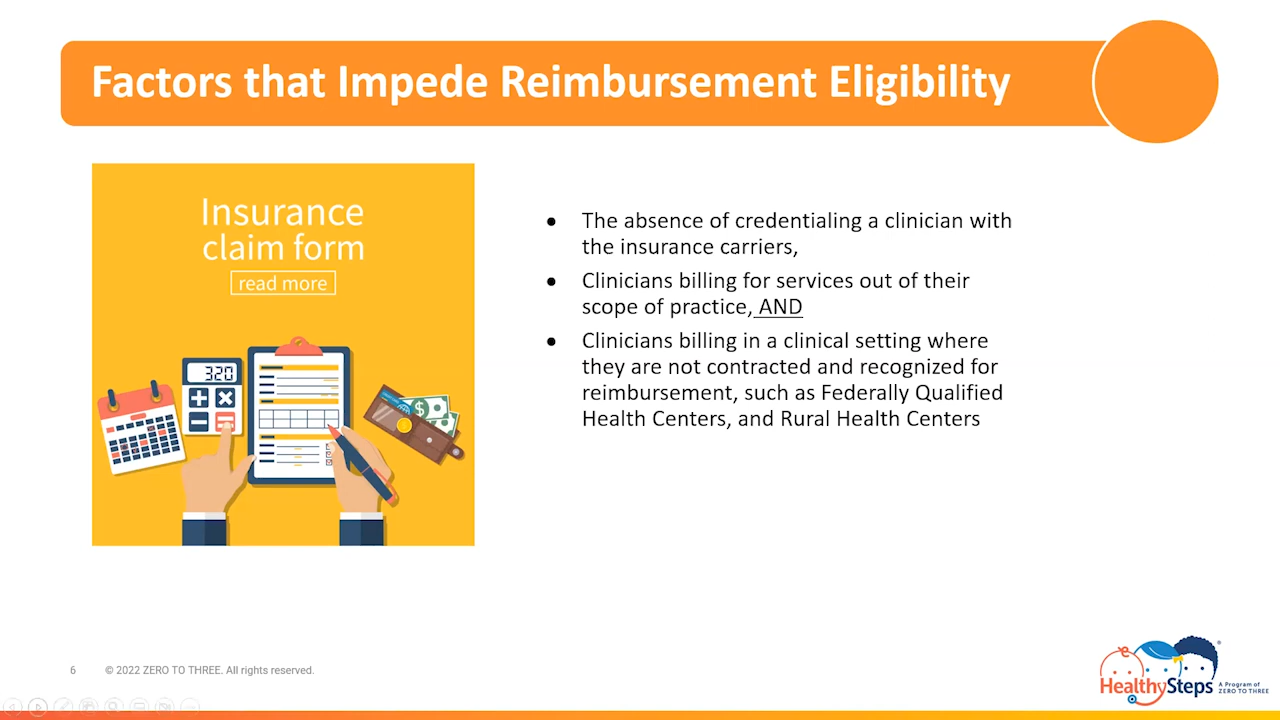 Factors that Impede Reimbursement Eligibility
Insurance
claim form
read more
320
• The absence of credentialing a clinician with
the insurance carriers,
• Clinicians billing for services out of their
scope of practice, AND
• Clinicians billing in a clinical setting where
they are not contracted and recognized for
reimbursement, such as Federally Qualified
Health Centers, and Rural Health Centers
6
© 2022 ZERO TO THREE. All rights reserved.
HealthySteps®
A Program of
ZERO TO THREE